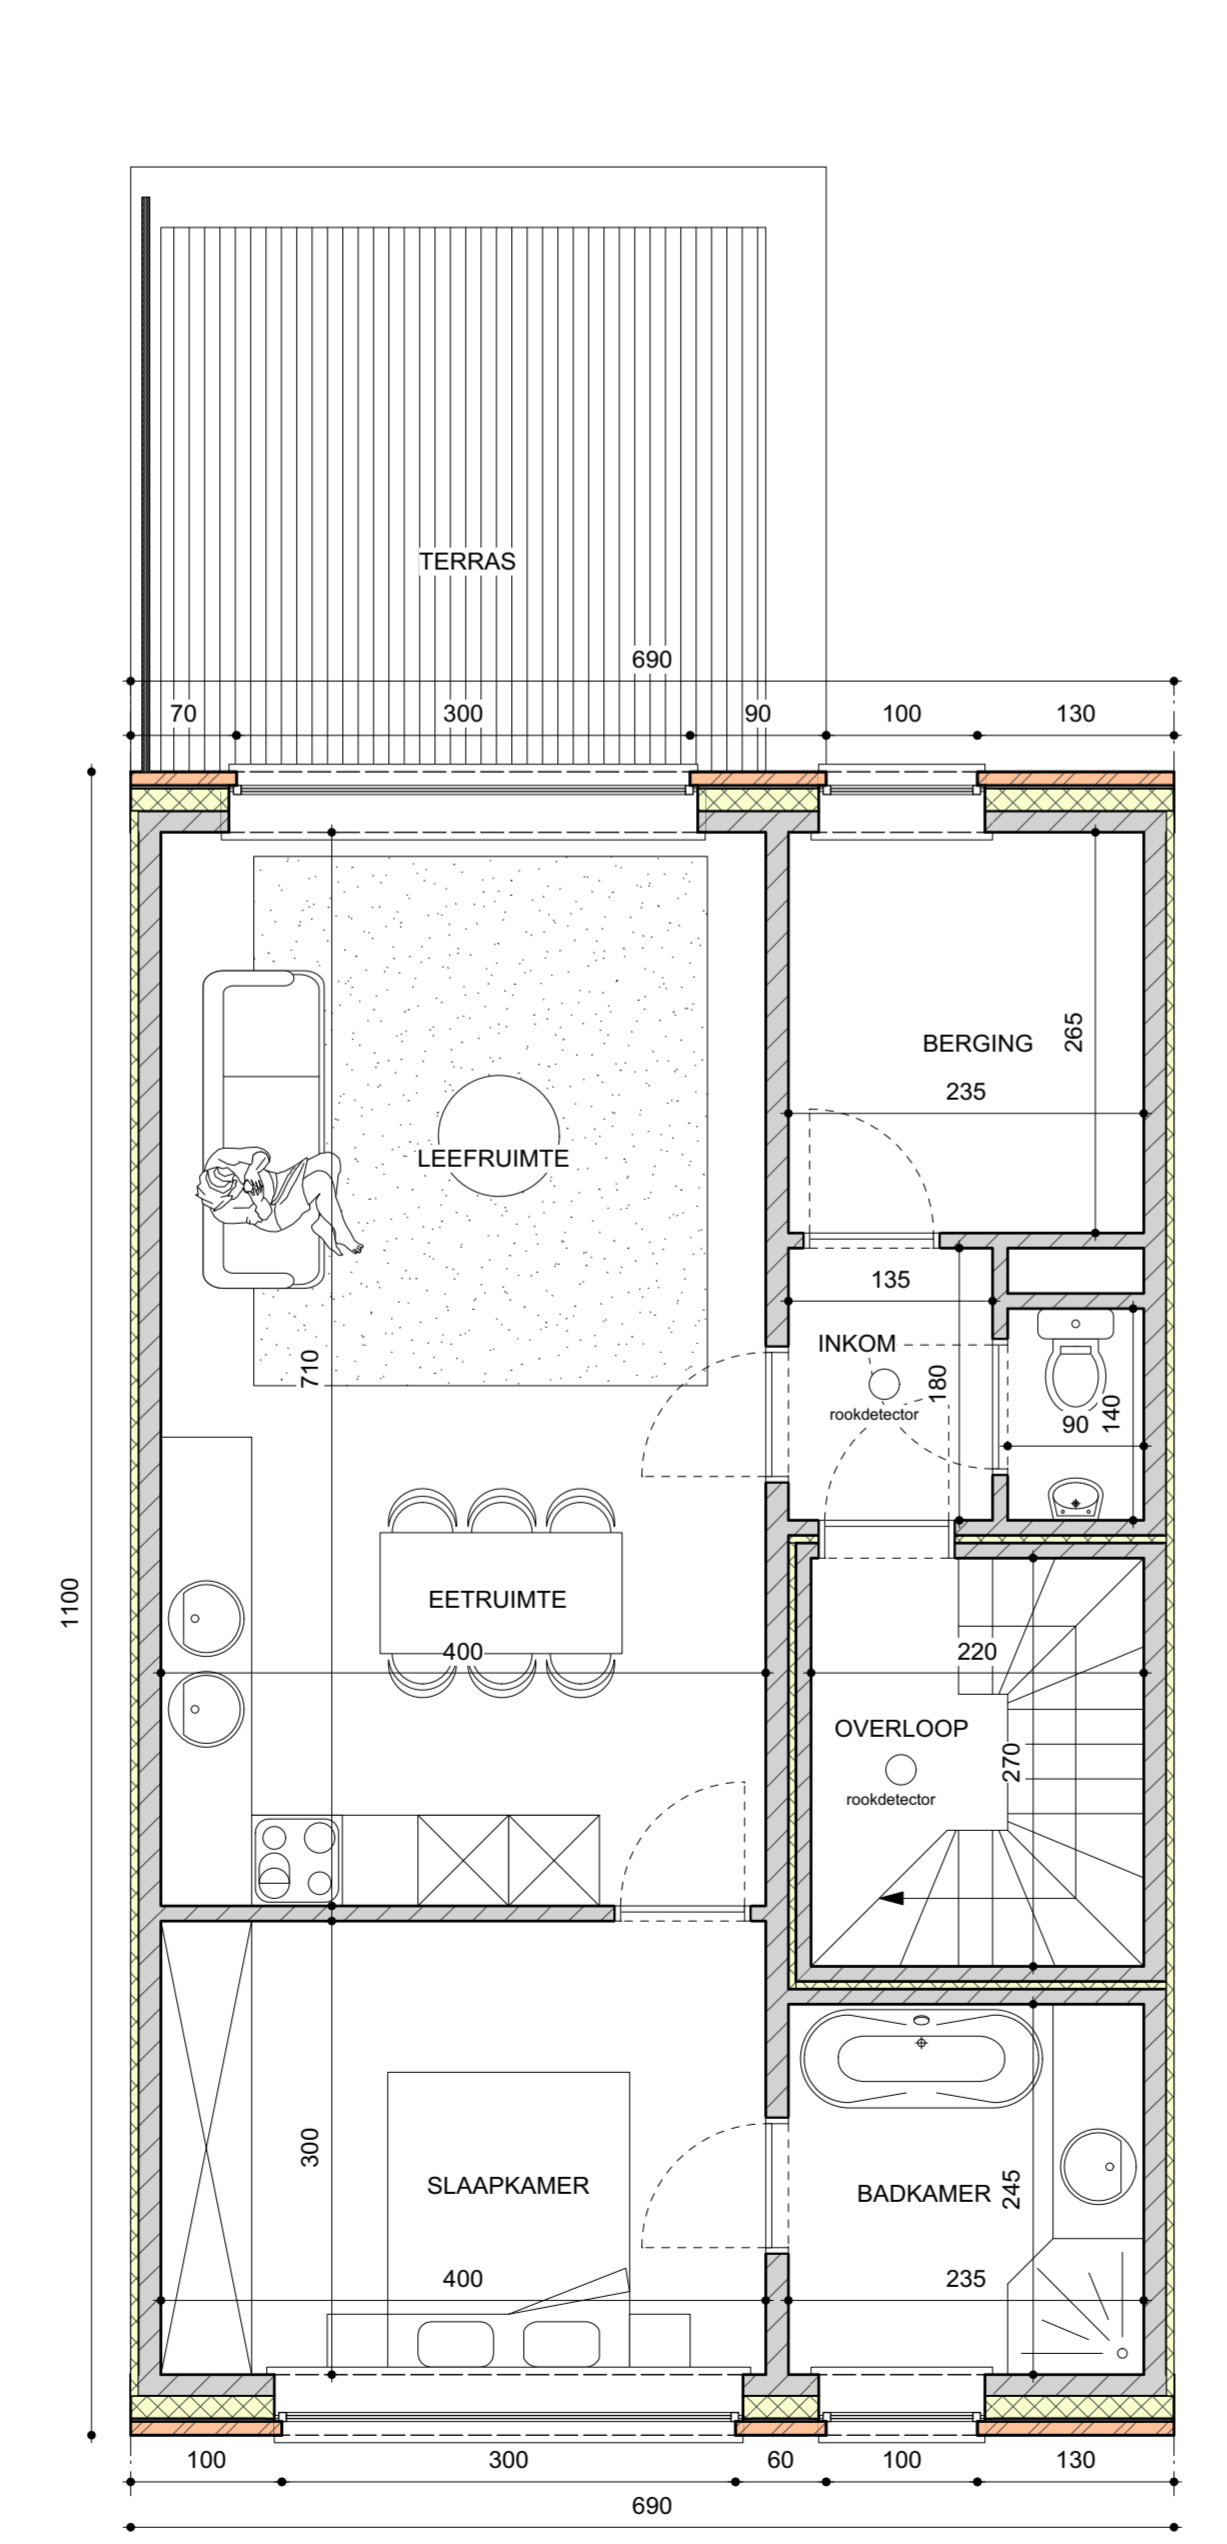 TERRAS
690
70 300 90 100 130
BERGING
265
235
LEEFRUIMTE
135
INKOM
180
rookdetector
90
140
710
1100
EETRUIMTE
400
220
OVERLOOP
270
rookdetector
300
SLAAPKAMER
BADKAMER
245
400
235
100 300 60 100 130
690